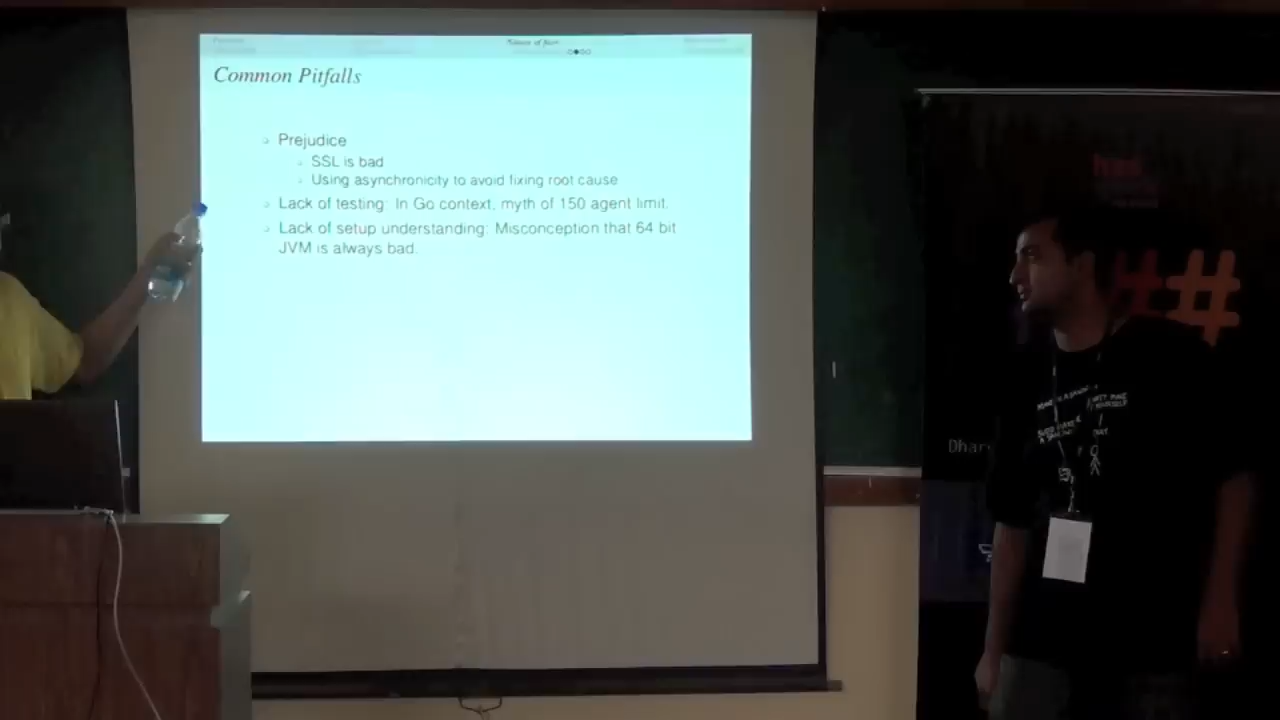 Nature of Perf
Common Pitfalls
Prejudice
SSL is bad
Using asynchronicity to avoid fixing root cause
Lack of testing: In Go context, myth of 150 agent limit.
Lack of setup understanding: Misconception that 64 bit
JVM is always bad.
##